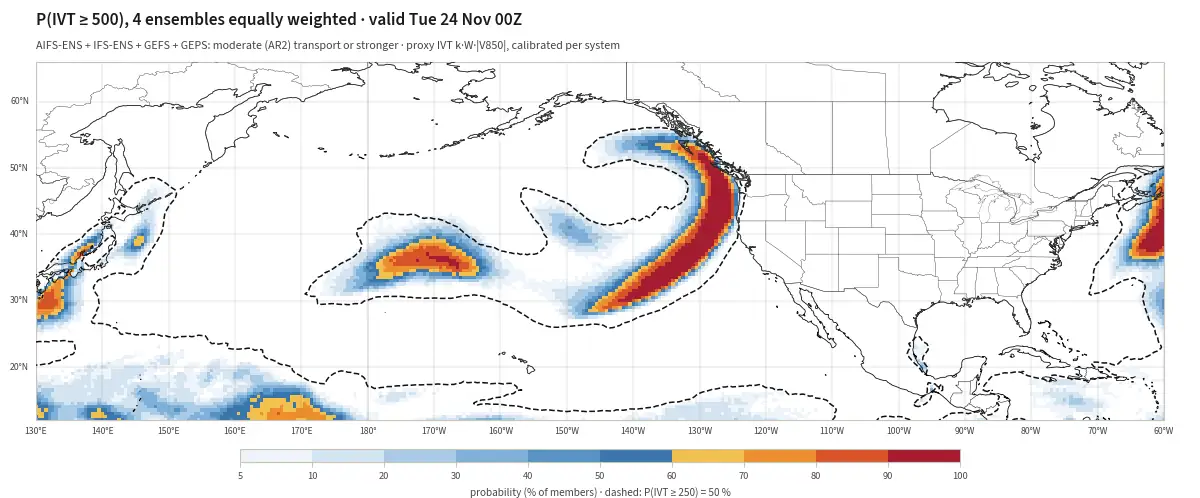 P(IVT ≥ 500), 4 ensembles equally weighted · valid Tue 24 Nov 00Z
AIFS-ENS + IFS-ENS + GEFS + GEPS: moderate (AR2) transport or stronger · proxy IVT k·W·|V850|, calibrated per system
60°N
50°N
40°N
30°N
20°N
130°E 140°E 150°E 160°E 170°E 180° 170°W 160°W 150°W 140°W 130°W 120°W 110°W 100°W 90°W 80°W 70°W 60°W
5 10 20 30 40 50 60 70 80 90 100
probability (% of members) · dashed: P(IVT ≥ 250) = 50 %